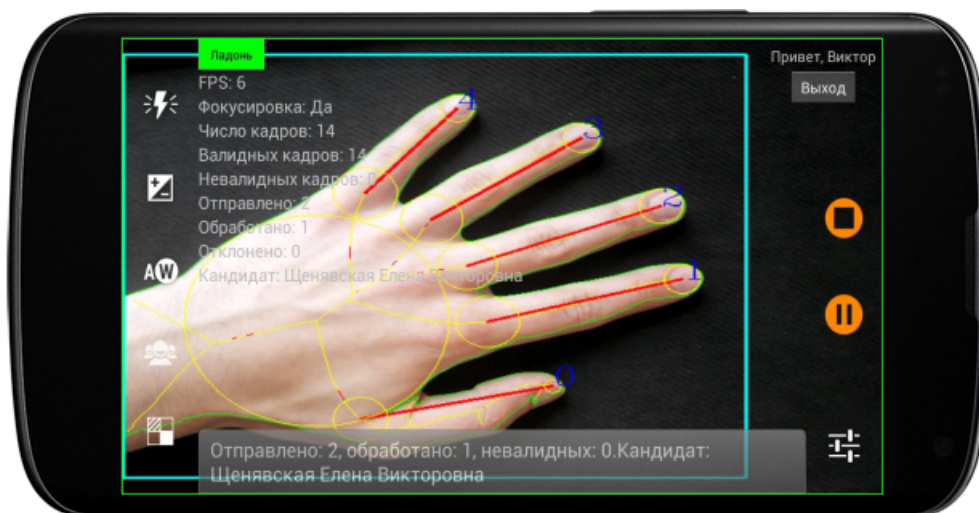 Ладонь
Привет, Виктор
Выход
FPS: 6
Фокусировка: Да
Число кадров: 14
Валидных кадров: 14
Невалидных кадров: 0
Отправлено: 2
Обработано: 1
Отклонено: 0
Кандидат: Щенявская Елена Викторовна
4
3
2
1
0
AW
Отправлено: 2, обработано: 1, невалидных: 0.Кандидат:
Щенявская Елена Викторовна